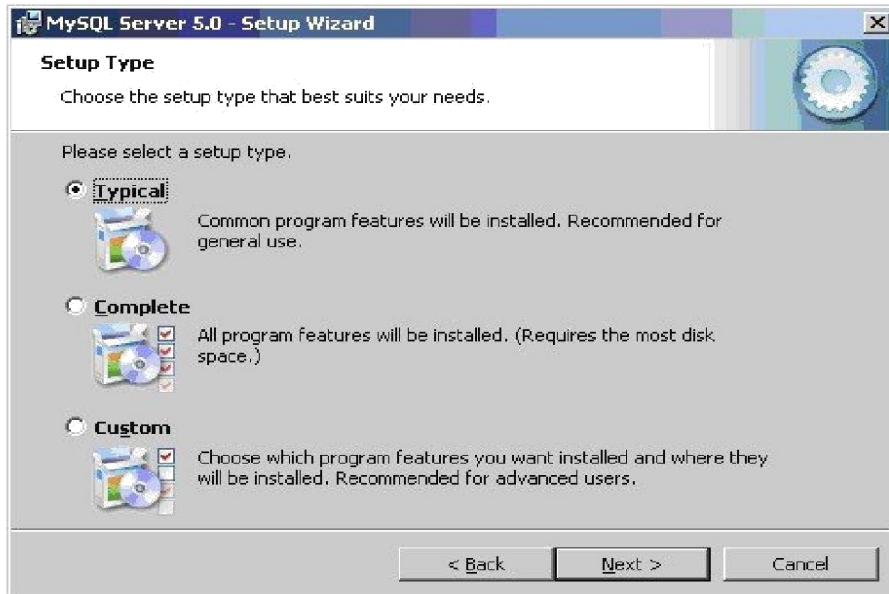 MySQL Server 5.0 - Setup Wizard
Setup Type
Choose the setup type that best suits your needs.
Please select a setup type.
Typical
Common program features will be installed. Recommended for
general use.
Complete
All program features will be installed. (Requires the most disk
space.)
Custom
Choose which program features you want installed and where they
will be installed. Recommended for advanced users.
< Back
Next >
Cancel